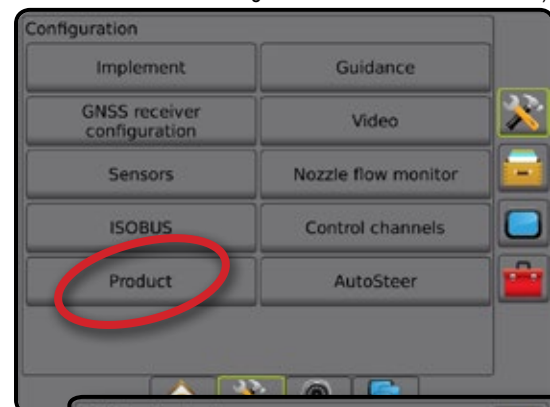 Configuration
Implement
Guidance
GNSS receiver
configuration
Video
Sensors
Nozzle flow monitor
ISOBUS
Control channels
Product
AutoSteer